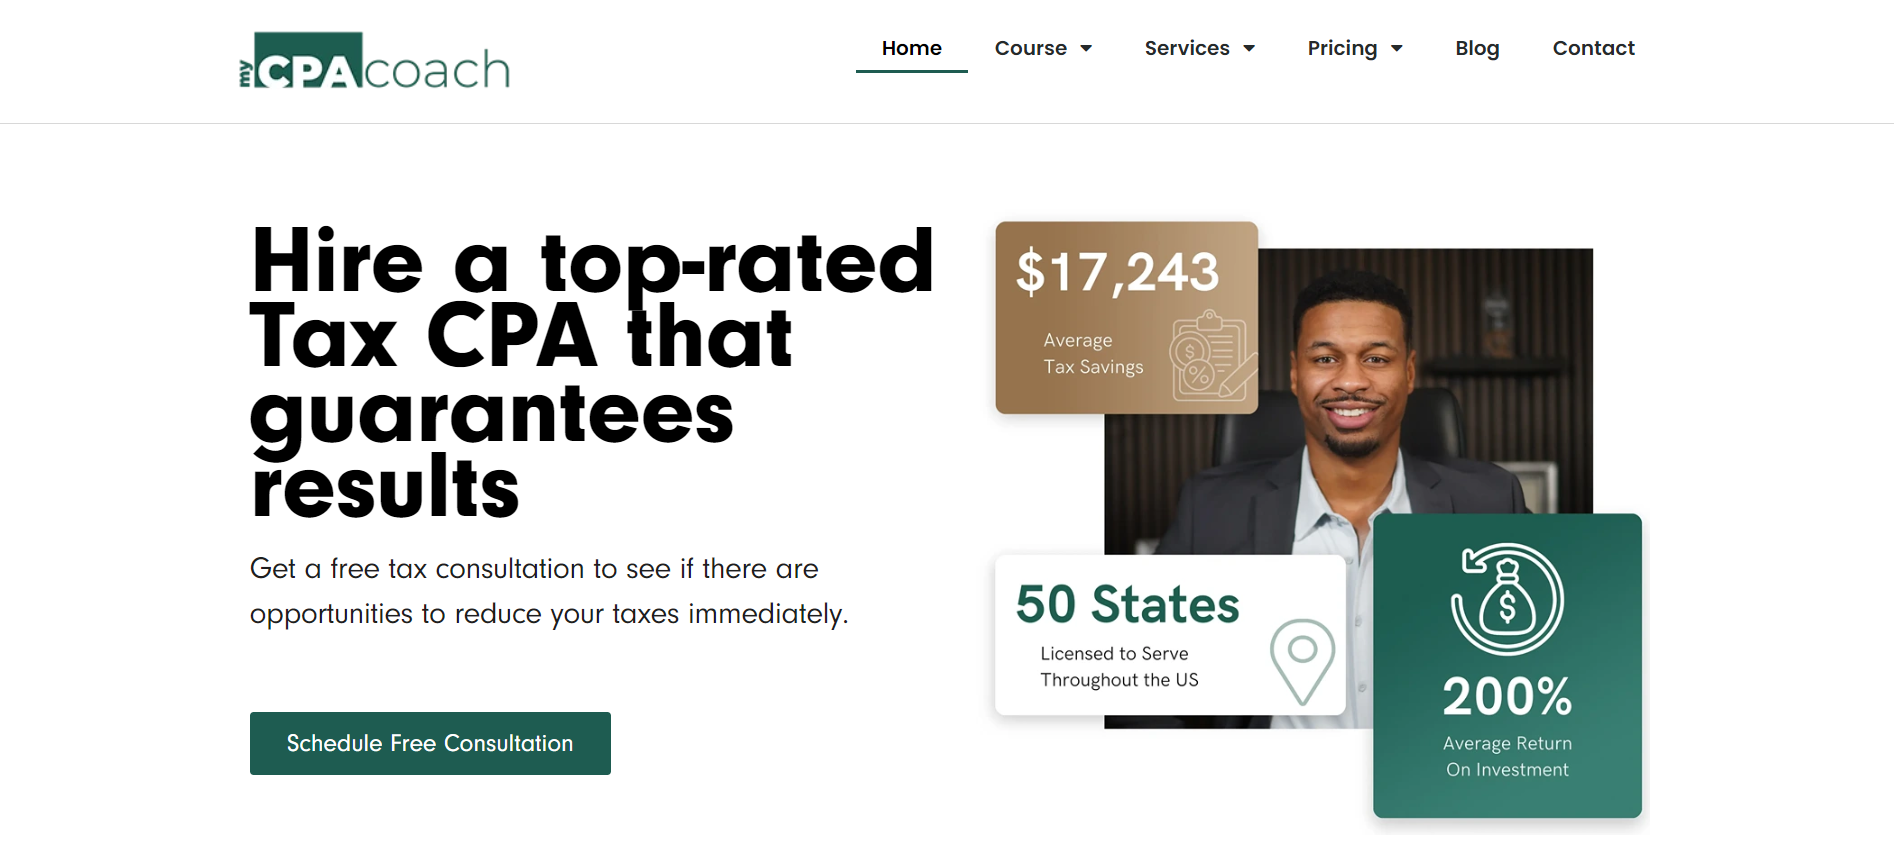 my CPAcoach
Home
Course
Services
Pricing
Blog
Contact
Hire a top-rated
Tax CPA that
guarantees
results
Get a free tax consultation to see if there are
opportunities to reduce your taxes immediately.
Schedule Free Consultation
$17,243
Average
Tax Savings
$
%
50 States
Licensed to Serve
Throughout the US
$
200%
Average Return
On Investment